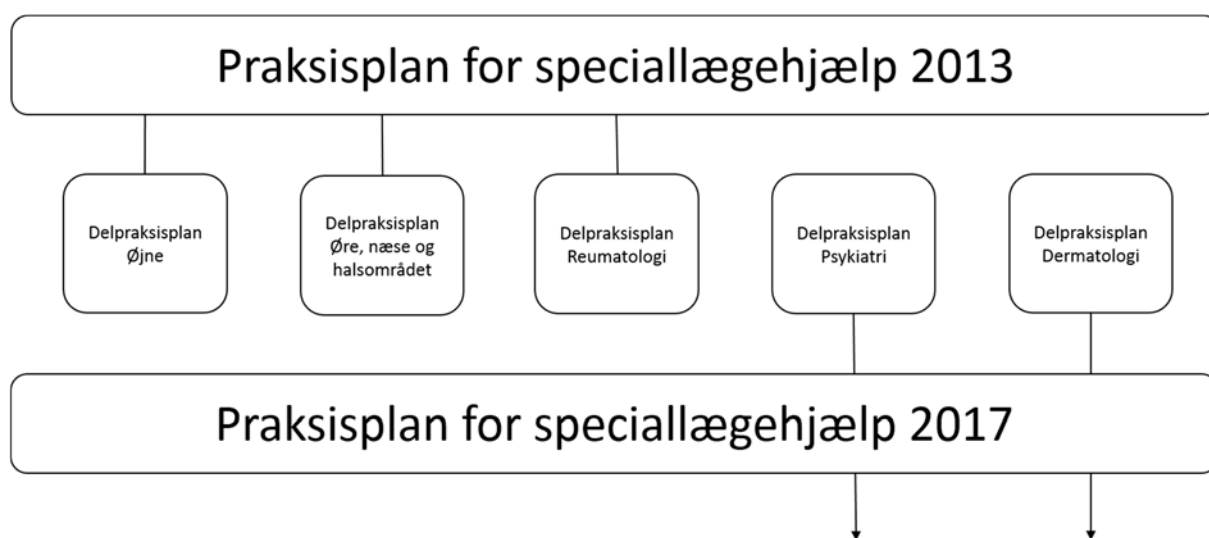 Praksisplan for speciallægehjælp 2013
Delpraksisplan
Øjne
Delpraksisplan
Øre, næse og
halsområdet
Delpraksisplan
Reumatologi
Delpraksisplan
Psykiatri
Delpraksisplan
Dermatologi
Praksisplan for speciallægehjælp 2017